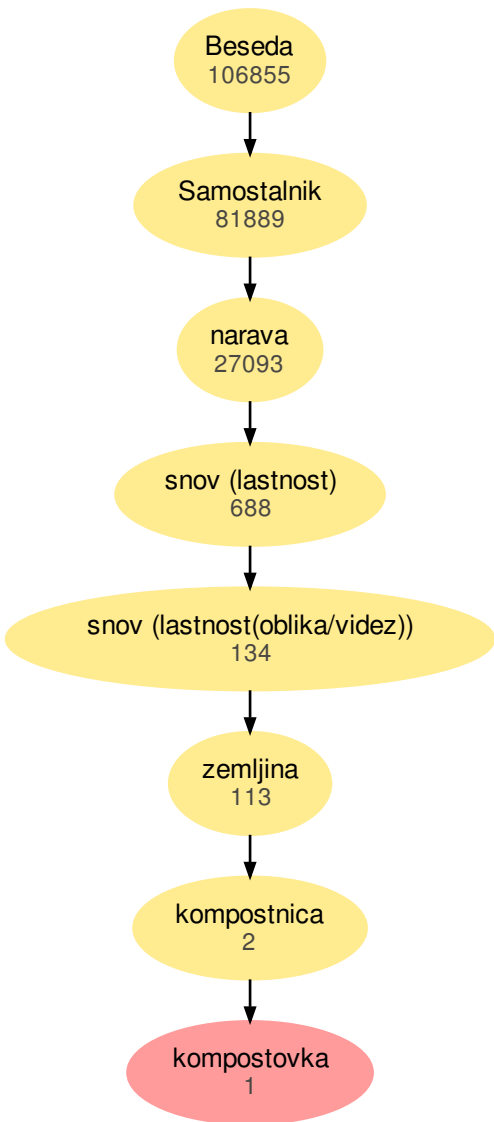 Beseda
106855
Samostalnik
81889
narava
27093
snov (lastnost)
688
snov (lastnost(oblika/videz))
134
zemljina
113
kompostnica
2
kompostovka
1